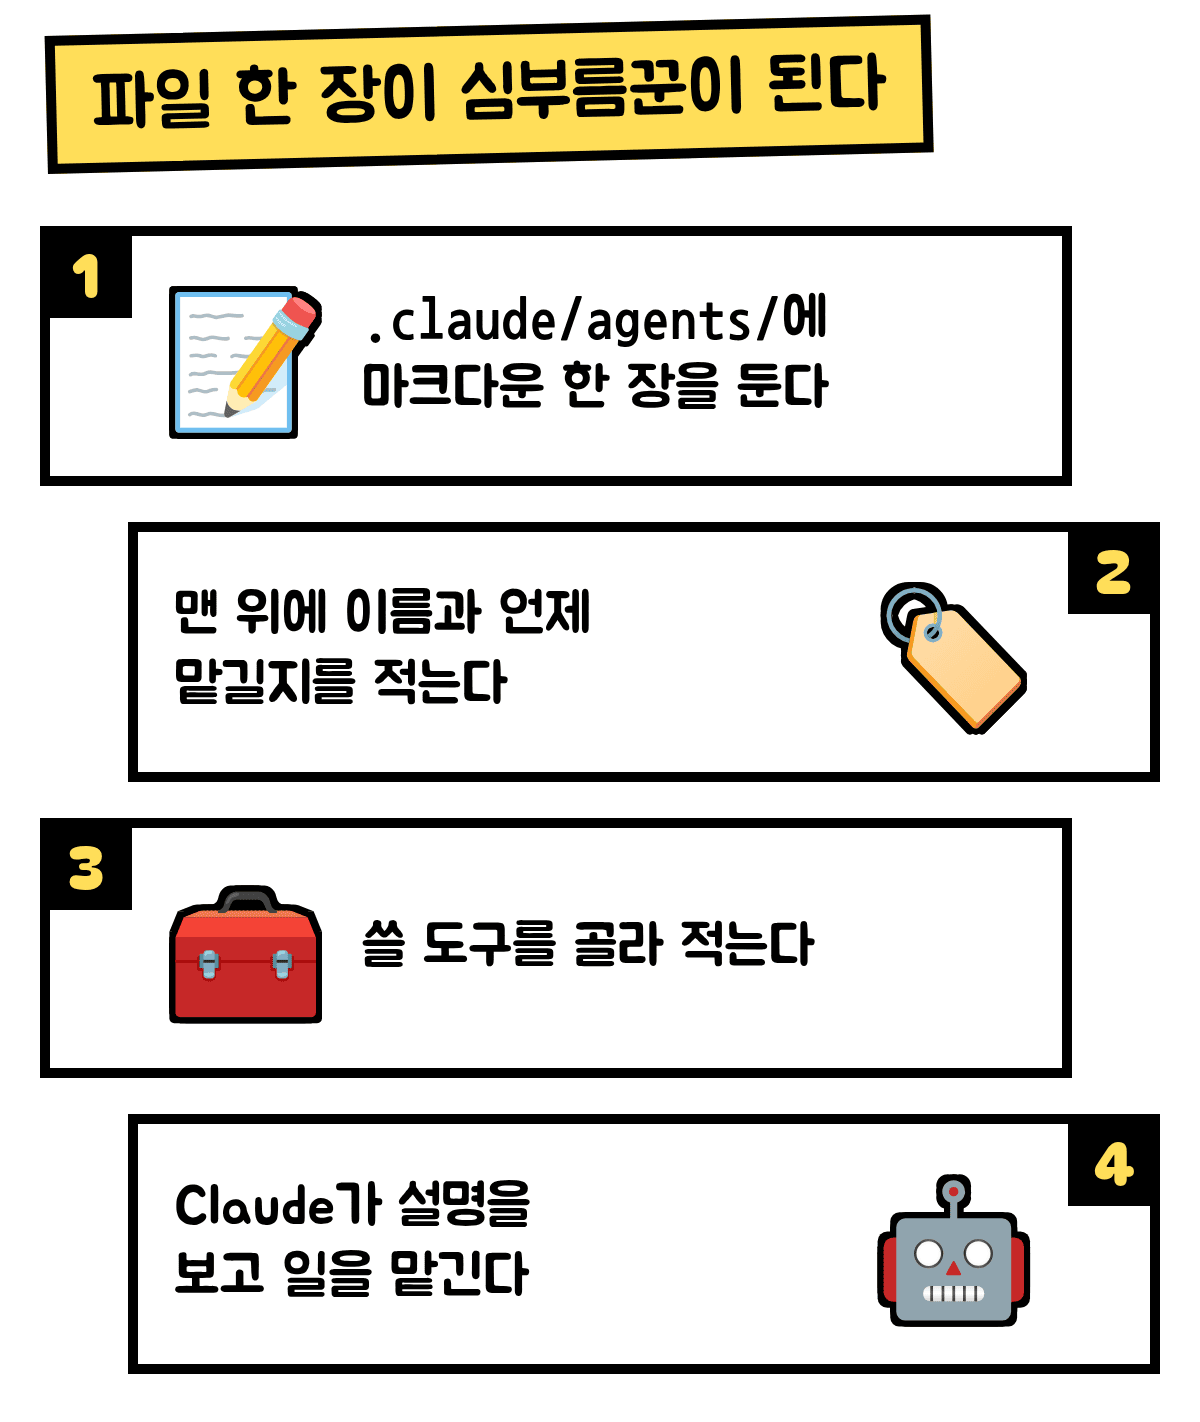 파일 한 장이 심부름꾼이 된다
1
.claude/agents/에
마크다운 한 장을 둔다
2
맨 위에 이름과 언제
맡길지를 적는다
3
쓸 도구를 골라 적는다
4
Claude가 설명을
보고 일을 맡긴다